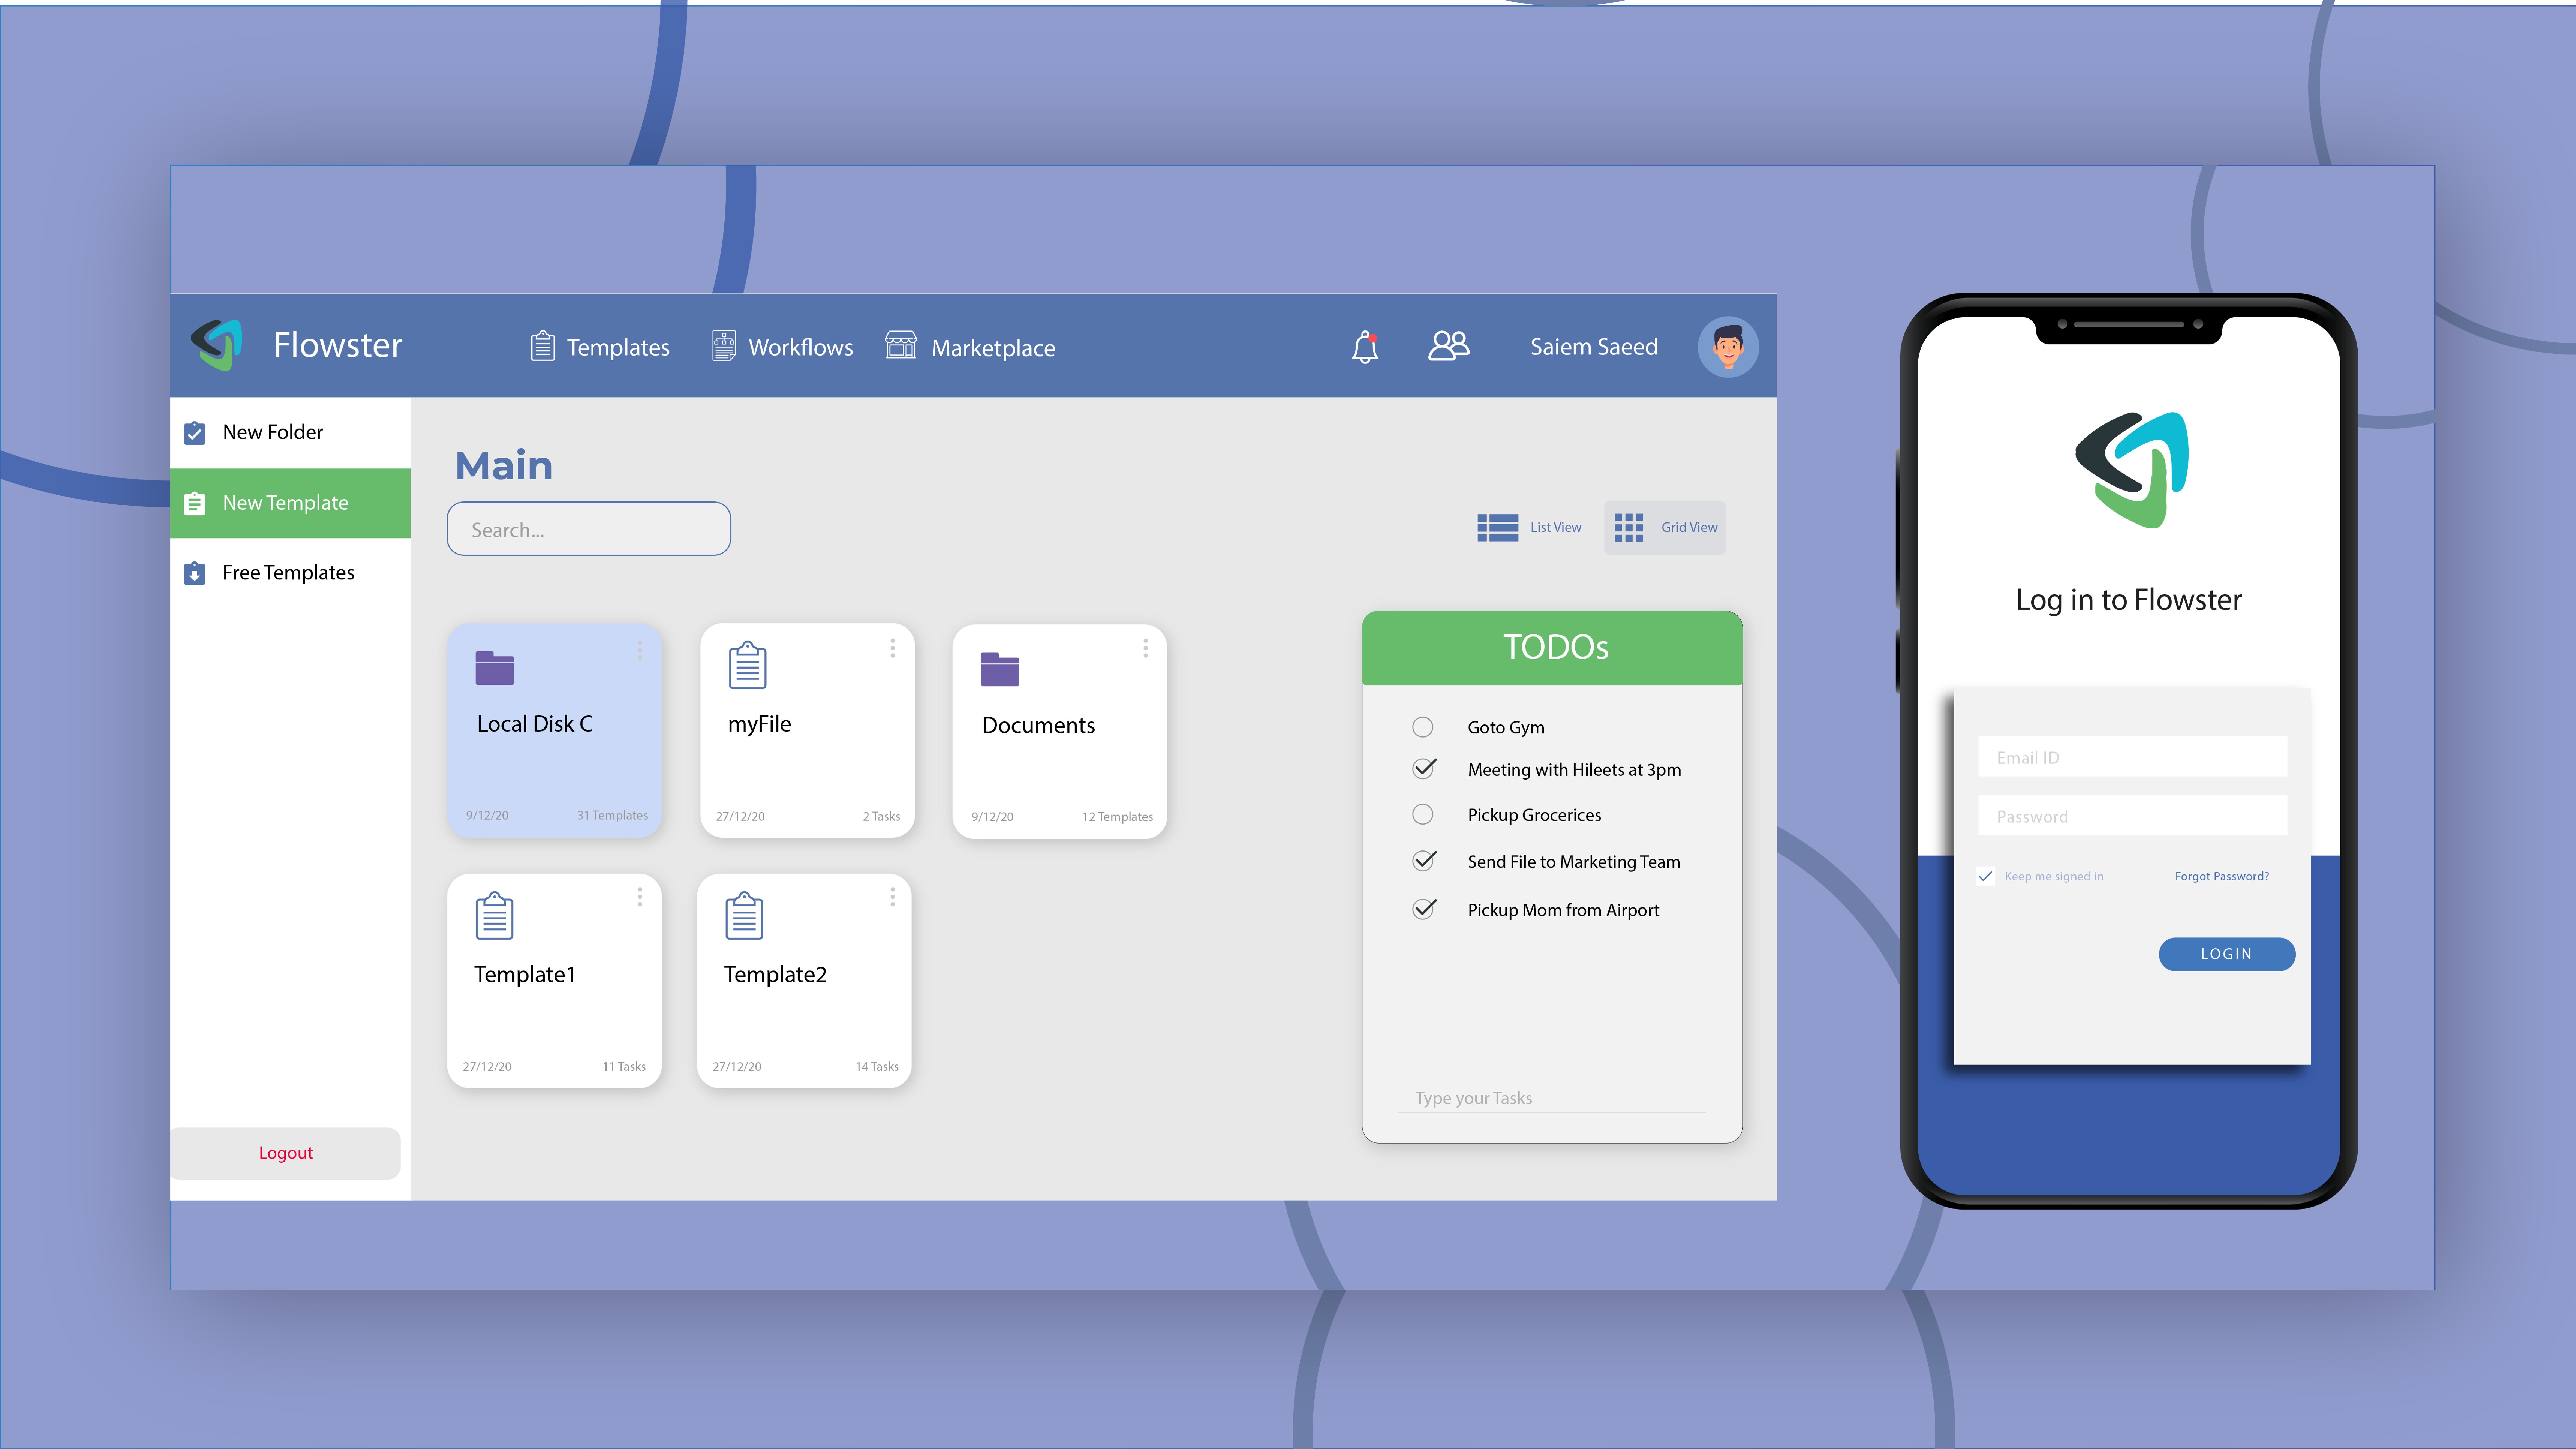 Flowster
Templates
Workflows
Marketplace
Saiem Saeed
New Folder
New Template
Free Templates
Logout
Main
Search...
List View
Grid View
Local Disk C
9/12/20 31 Templates
myFile
27/12/20 2 Tasks
Documents
9/12/20 12 Templates
Template1
27/12/20 11 Tasks
Template2
27/12/20 14 Tasks
TODOs
Goto Gym
Meeting with Hileets at 3pm
Pickup Grocerices
Send File to Marketing Team
Pickup Mom from Airport
Type your Tasks
Log in to Flowster
Email ID
Password
Keep me signed in
Forgot Password?
LOGIN